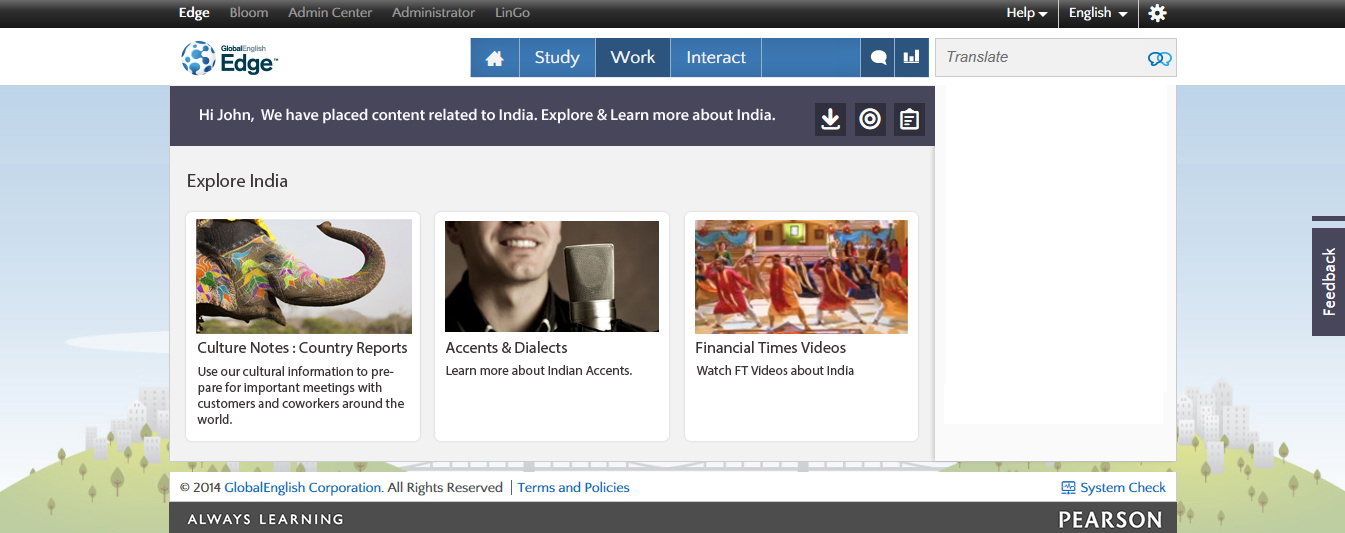 Edge Bloom Admin Center Administrator LinGo Help English
GlobalEnglish
Edge™
Study Work Interact Translate
Hi John, We have placed content related to India. Explore & Learn more about India.
Explore India
Culture Notes : Country Reports
Use our cultural information to pre-
pare for important meetings with
customers and coworkers around the
world.
Accents & Dialects
Learn more about Indian Accents.
Financial Times Videos
Watch FT Videos about India
Feedback
© 2014 GlobalEnglish Corporation. All Rights Reserved | Terms and Policies System Check
ALWAYS LEARNING PEARSON